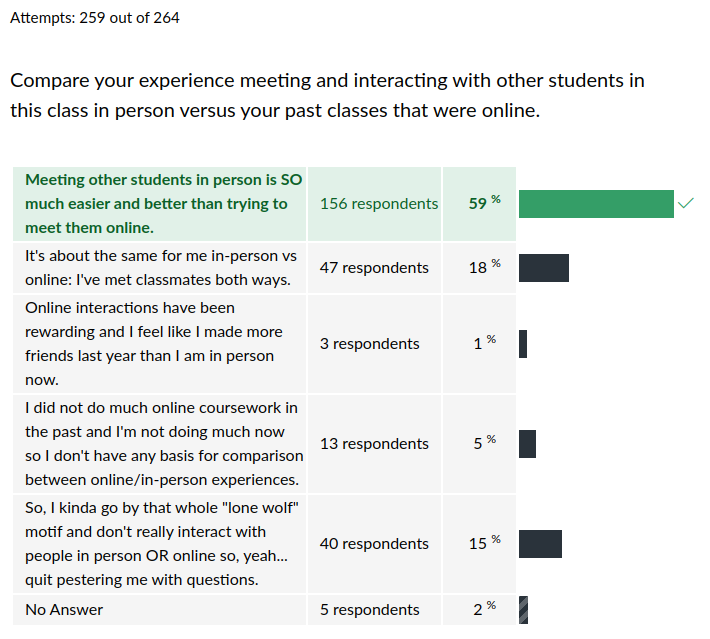 Attempts: 259 out of 264
Compare your experience meeting and interacting with other students in
this class in person versus your past classes that were online.
Meeting other students in person is SO
much easier and better than trying to
meet them online.
156 respondents
59 %
It's about the same for me in-person vs
online: I've met classmates both ways.
47 respondents
18 %
Online interactions have been
rewarding and I feel like I made more
friends last year than I am in person
now.
3 respondents
1 %
I did not do much online coursework in
the past and I'm not doing much now
so I don't have any basis for comparison
between online/in-person experiences.
13 respondents
5 %
So, I kinda go by that whole "lone wolf"
motif and don't really interact with
people in person OR online so, yeah...
quit pestering me with questions.
40 respondents
15 %
No Answer
5 respondents
2 %